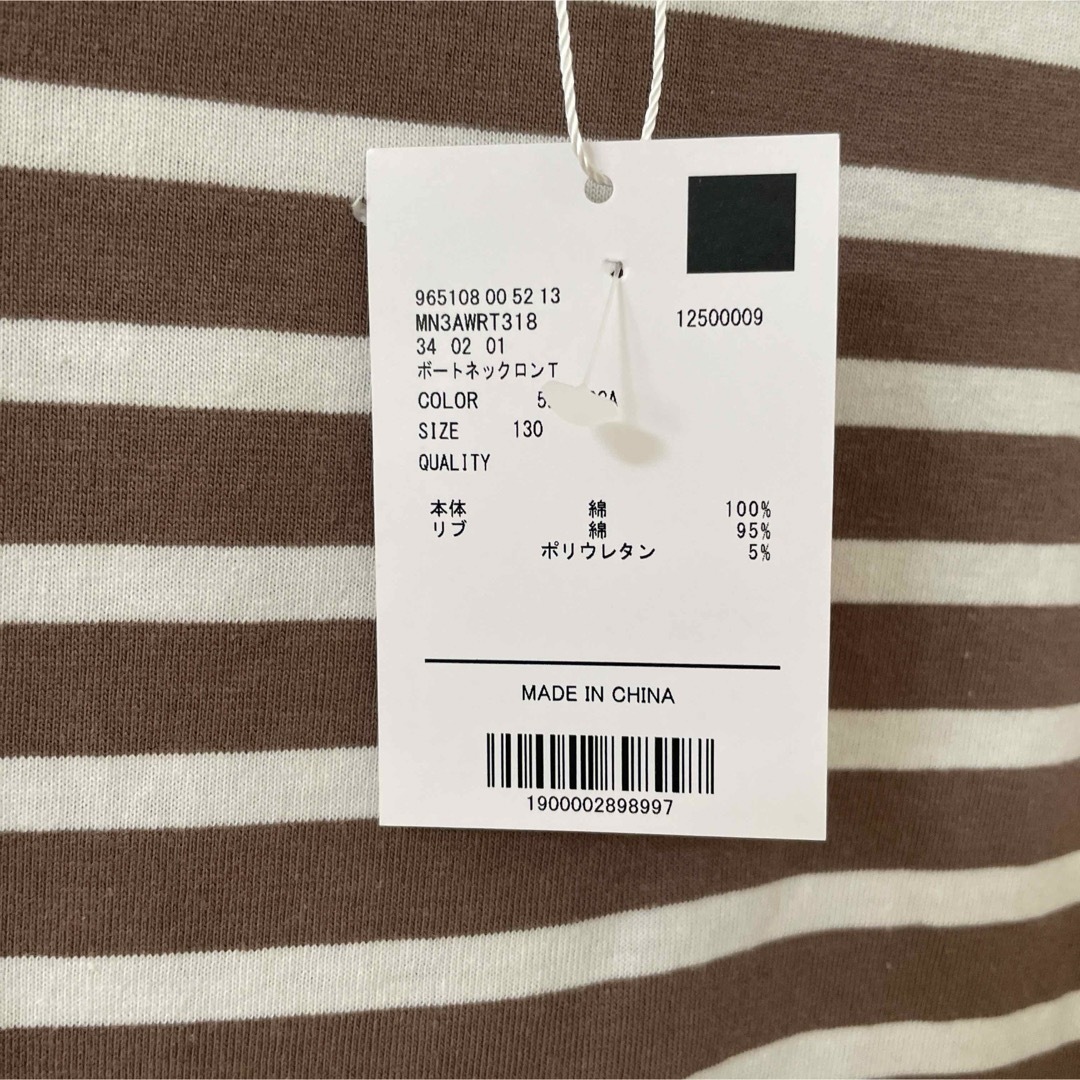 965108 00 52 13
MN3AWRT318 12500009
34 02 01
ボートネックロンT
COLOR
SIZE 130
QUALITY
本体 綿 100%
リブ 綿 95%
ポリウレタン 5%
MADE IN CHINA
1900002898997